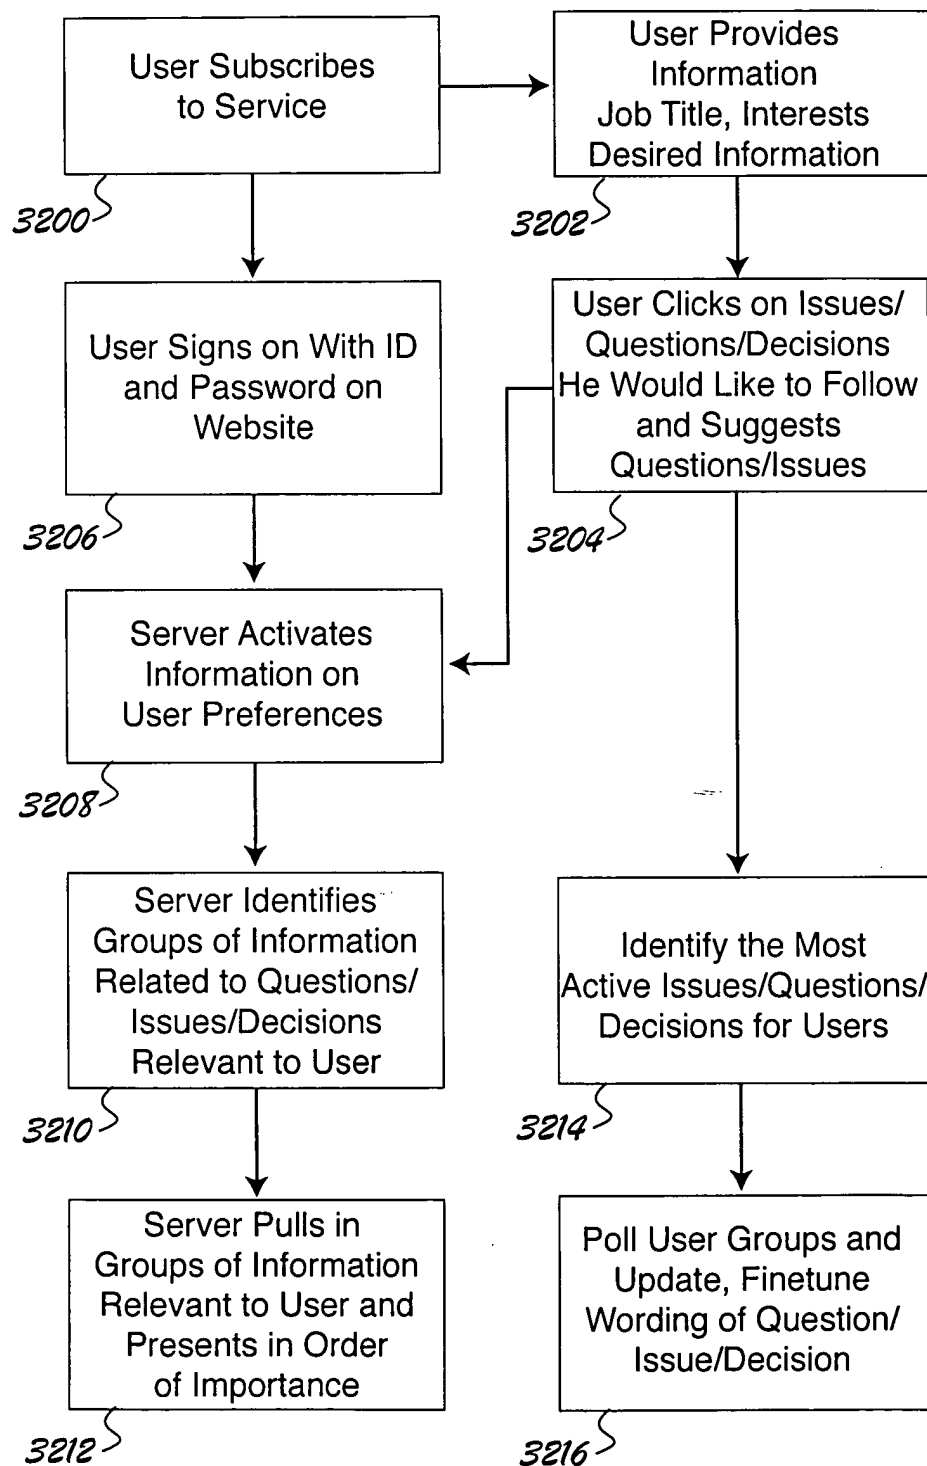 User Subscribes
to Service
3200
User Provides
Information
Job Title, Interests
Desired Information
3202
User Signs on With ID
and Password on
Website
3206
User Clicks on Issues/
Questions/Decisions
He Would Like to Follow
and Suggests
Questions/Issues
3204
Server Activates
Information on
User Preferences
3208
Server Identifies
Groups of Information
Related to Questions/
Issues/Decisions
Relevant to User
3210
Identify the Most
Active Issues/Questions/
Decisions for Users
3214
Server Pulls in
Groups of Information
Relevant to User and
Presents in Order
of Importance
3212
Poll User Groups and
Update, Finetune
Wording of Question/
Issue/Decision
3216